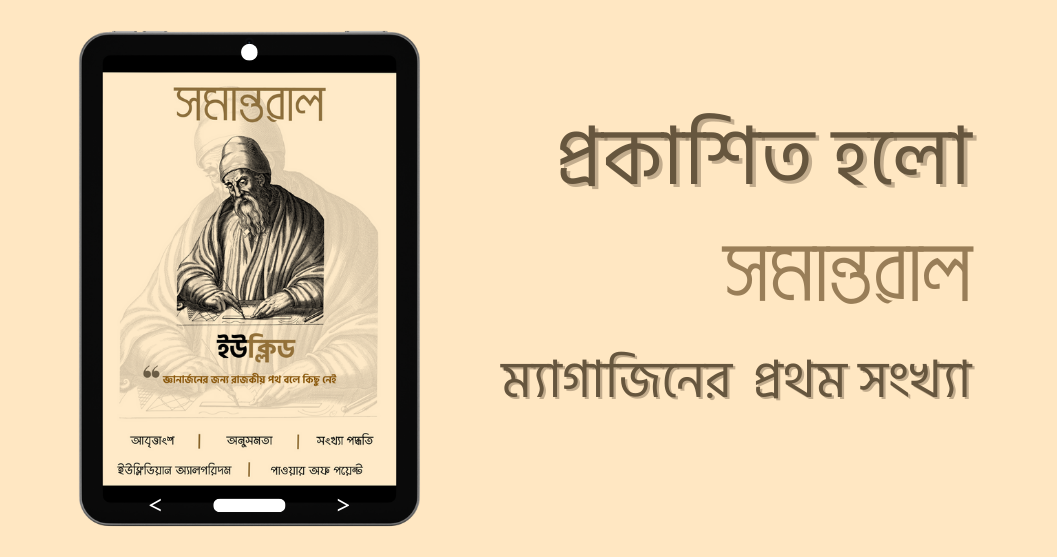 সমান্তরাল
ইউক্লিড
“ জ্ঞানার্জনের জন্য রাজকীয় পথ বলে কিছু নেই
আবৃত্তাংশ | অনুসমতা | সংখ্যা পদ্ধতি
ইউক্লিডিয়ান অ্যালগরিদম | পাওয়ার অফ পয়েন্ট
< >
প্রকাশিত হলো
সমান্তরাল
ম্যাগাজিনের প্রথম সংখ্যা